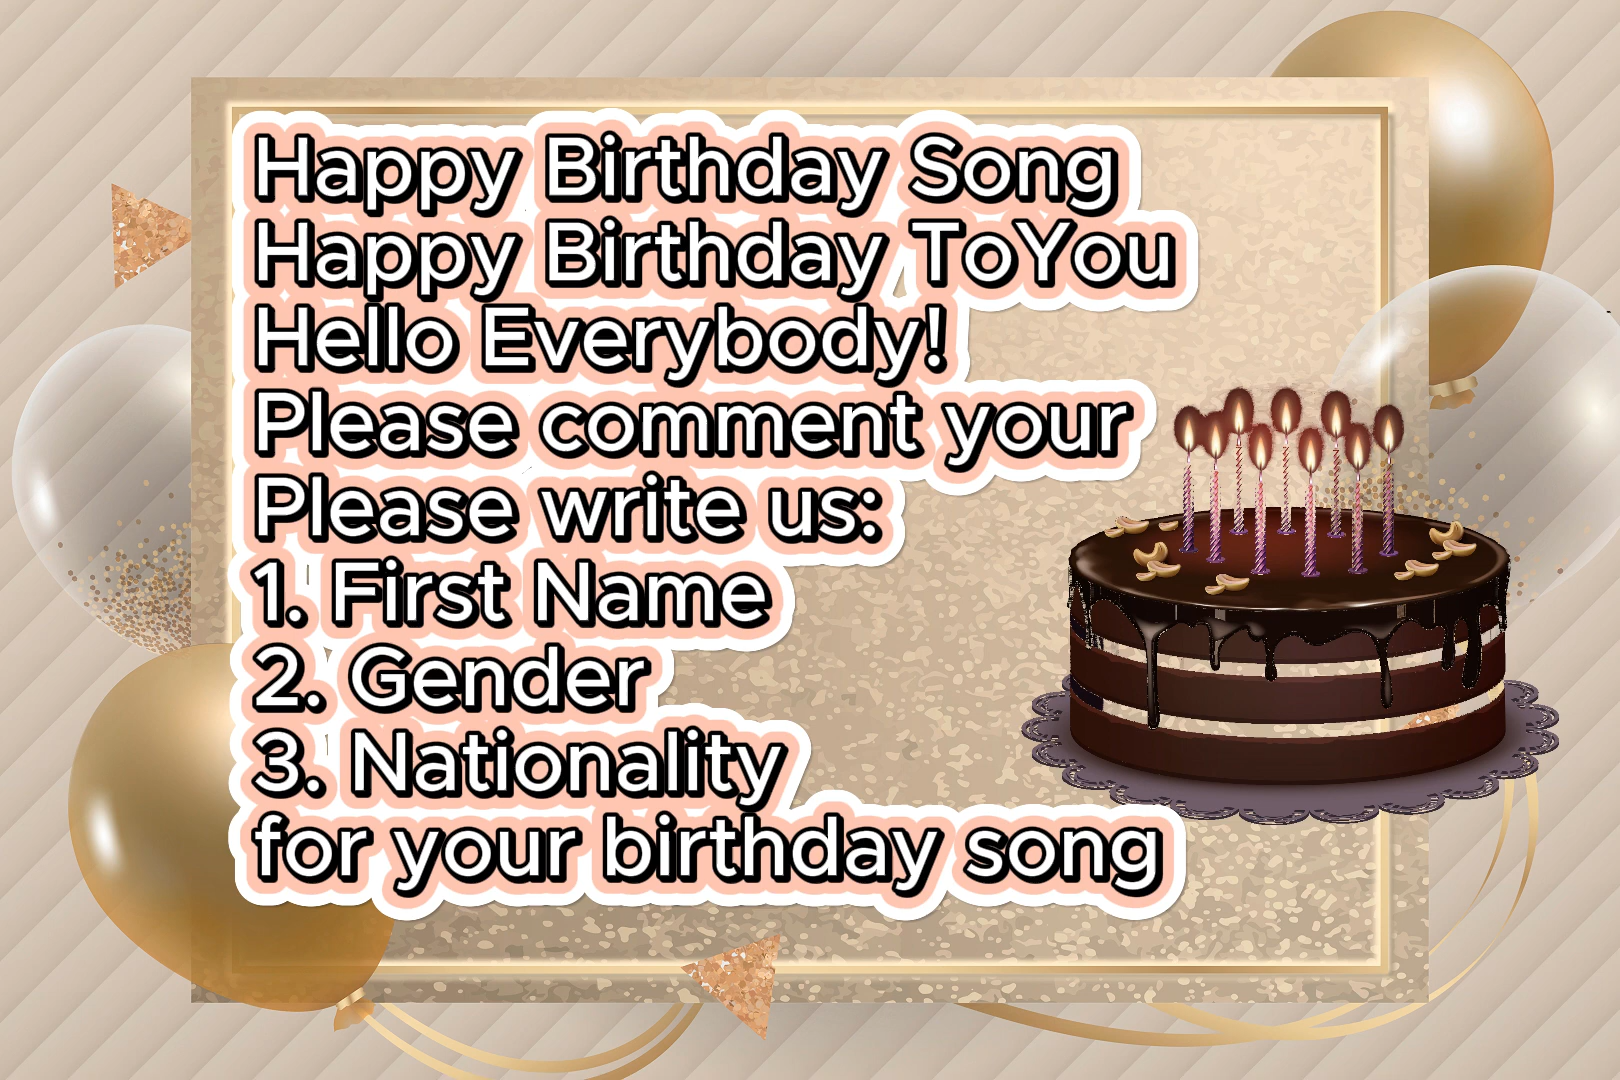 Happy Birthday Song
Happy Birthday ToYou
Hello Everybody!
Please comment your
Please write us:
1. First Name
2. Gender
3. Nationality
for your birthday song